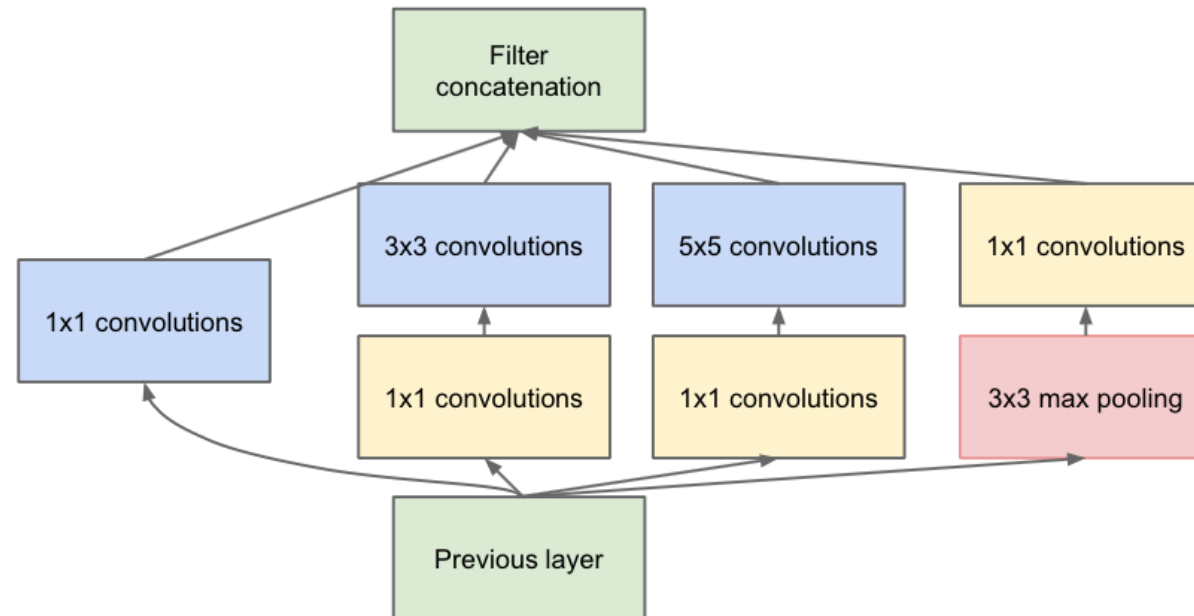 Filter
concatenation
3x3 convolutions
5x5 convolutions
1x1 convolutions
1x1 convolutions
1x1 convolutions
1x1 convolutions
3x3 max pooling
Previous layer